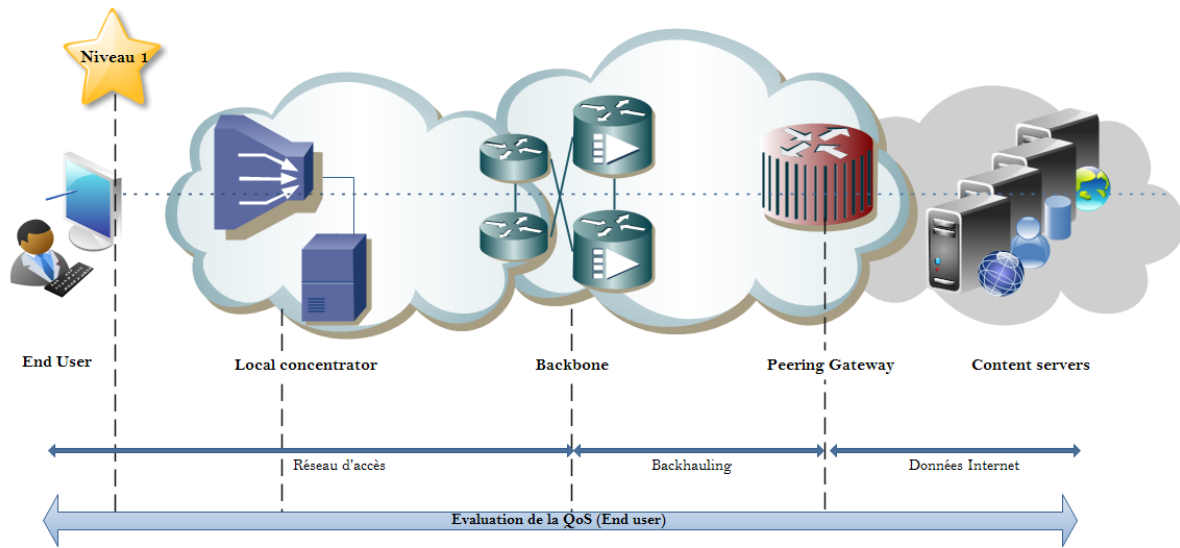 Niveau 1
End User
Local concentrator
Backbone
Peering Gateway
Content servers
Réseau d'accès
Backhauling
Données Internet
Evaluation de la QoS (End user)